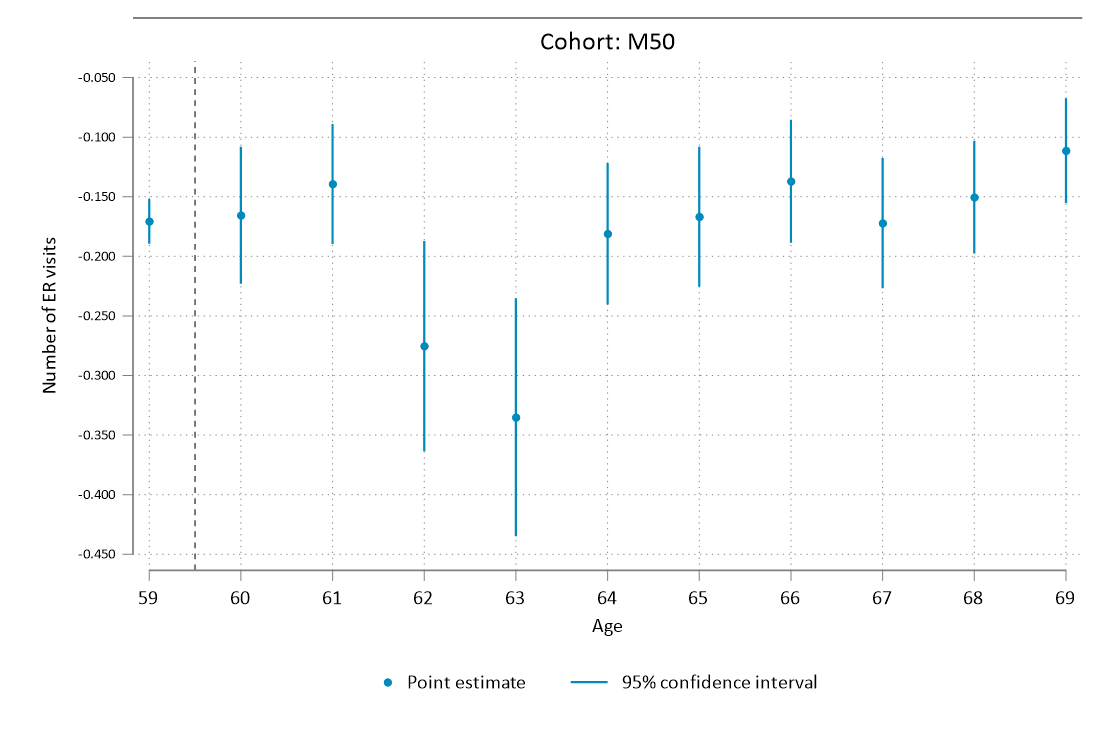 Cohort: M50
-0.050
-0.100
-0.150
-0.200
-0.250
-0.300
-0.350
-0.400
-0.450
Number of ER visits
59 60 61 62 63 64 65 66 67 68 69
Age
Point estimate 95% confidence interval